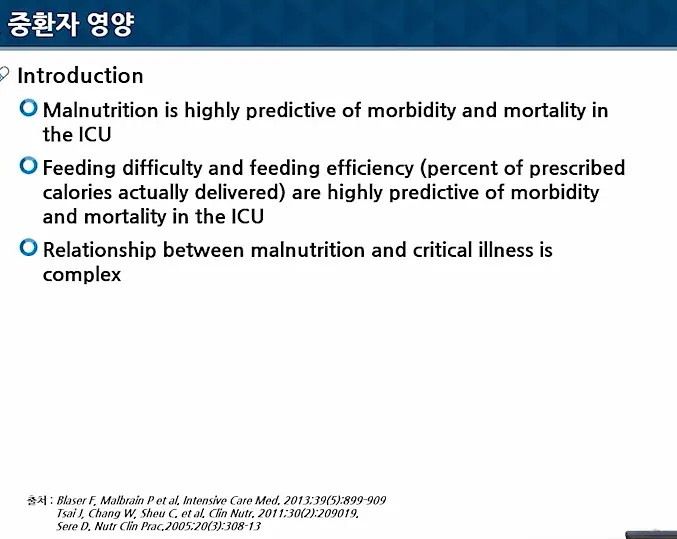 중환자 영양
Introduction
Malnutrition is highly predictive of morbidity and mortality in
the ICU
Feeding difficulty and feeding efficiency (percent of prescribed
calories actually delivered) are highly predictive of morbidity
and mortality in the ICU
Relationship between malnutrition and critical illness is
complex
출처 : Blaser F, Malbrain P et al. Intensive Care Med. 2013;39(5):899-909
Tsai J, Chang W, Sheu C, et al. Clin Nutr. 2011;30(2):209019.
Sere D, Nutr Clin Prac.2005;20(3):308-13